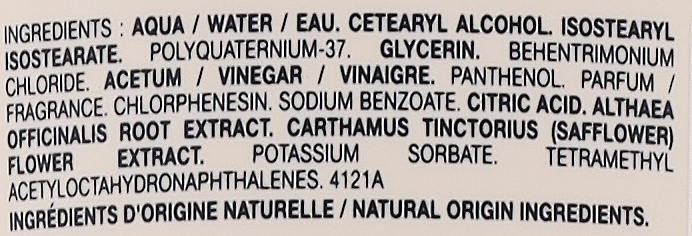 INGREDIENTS : AQUA / WATER / EAU. CETEARYL ALCOHOL. ISOSTEARYL
ISOSTEARATE. POLYQUATERNIUM-37. GLYCERIN. BEHENTRIMONIUM
CHLORIDE. ACETUM / VINEGAR / VINAIGRE. PANTHENOL. PARFUM /
FRAGRANCE. CHLORPHENESIN. SODIUM BENZOATE. CITRIC ACID. ALTHAEA
OFFICINALIS ROOT EXTRACT. CARTHAMUS TINCTORIUS (SAFFLOWER)
FLOWER EXTRACT. POTASSIUM SORBATE. TETRAMETHYL
ACETYLOCTAHYDRONAPHTHALENES. 4121A
INGRÉDIENTS D'ORIGINE NATURELLE / NATURAL ORIGIN INGREDIENTS.